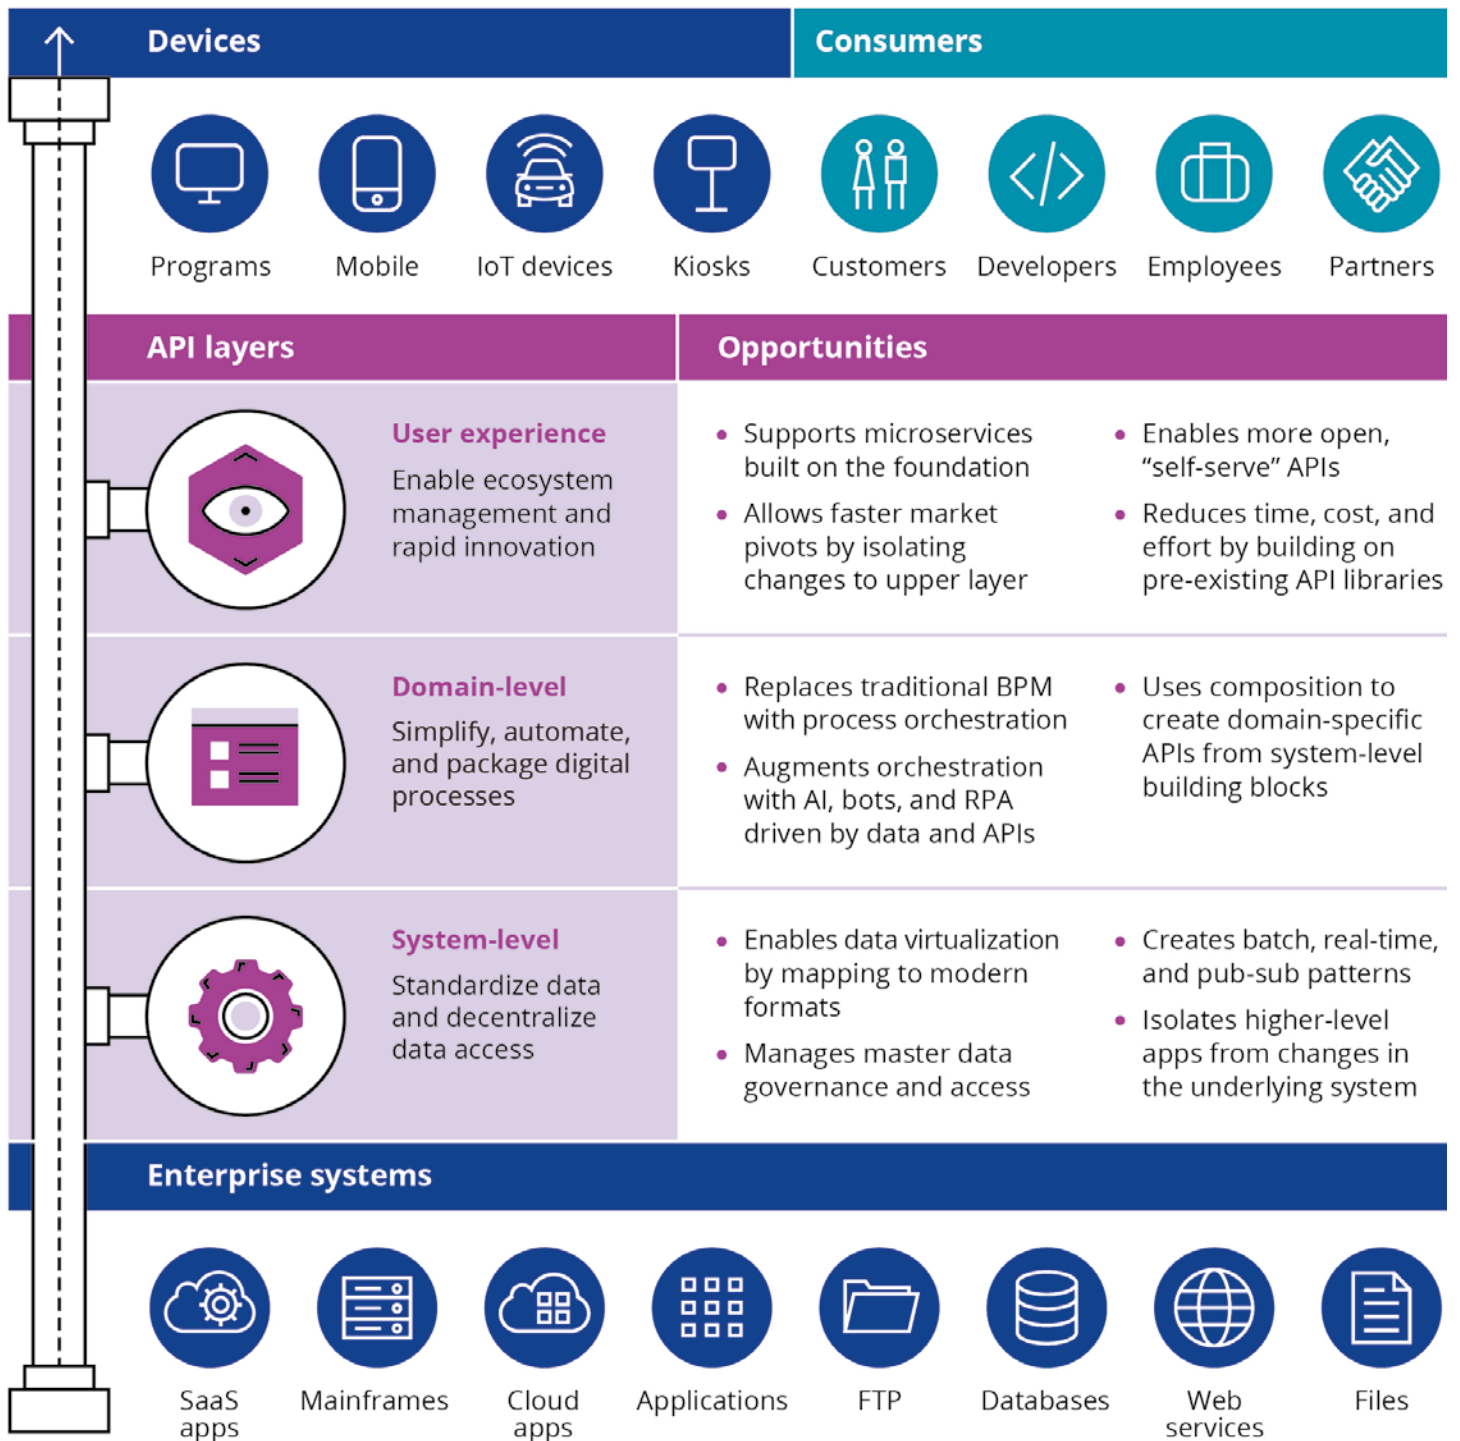 Devices
Consumers
Programs
Mobile
IoT devices
Kiosks
Customers
Developers
Employees
Partners
API layers
Opportunities
User experience
Enable ecosystem
management and
rapid innovation
• Supports microservices
built on the foundation
• Allows faster market
pivots by isolating
changes to upper layer
• Enables more open,
“self-serve” APIs
• Reduces time, cost, and
effort by building on
pre-existing API libraries
Domain-level
Simplify, automate,
and package digital
processes
• Replaces traditional BPM
with process orchestration
• Augments orchestration
with AI, bots, and RPA
driven by data and APIs
• Uses composition to
create domain-specific
APIs from system-level
building blocks
System-level
Standardize data
and decentralize
data access
• Enables data virtualization
by mapping to modern
formats
• Manages master data
governance and access
• Creates batch, real-time,
and pub-sub patterns
• Isolates higher-level
apps from changes in
the underlying system
Enterprise systems
SaaS
apps
Mainframes
Cloud
apps
Applications
FTP
Databases
Web
services
Files